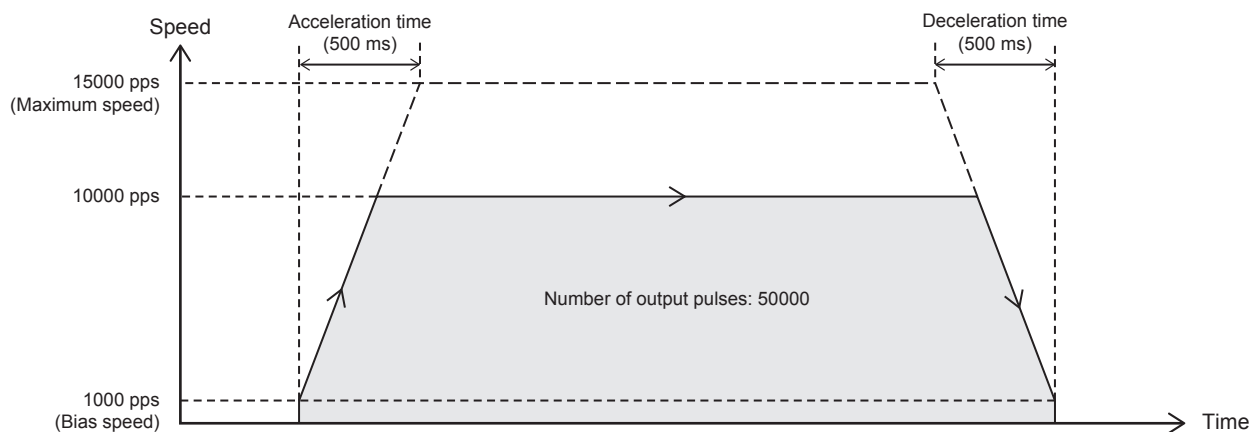 Speed
Acceleration time
(500 ms)
Deceleration time
(500 ms)
15000 pps
(Maximum speed)
10000 pps
Number of output pulses: 50000
1000 pps
(Bias speed)
Time